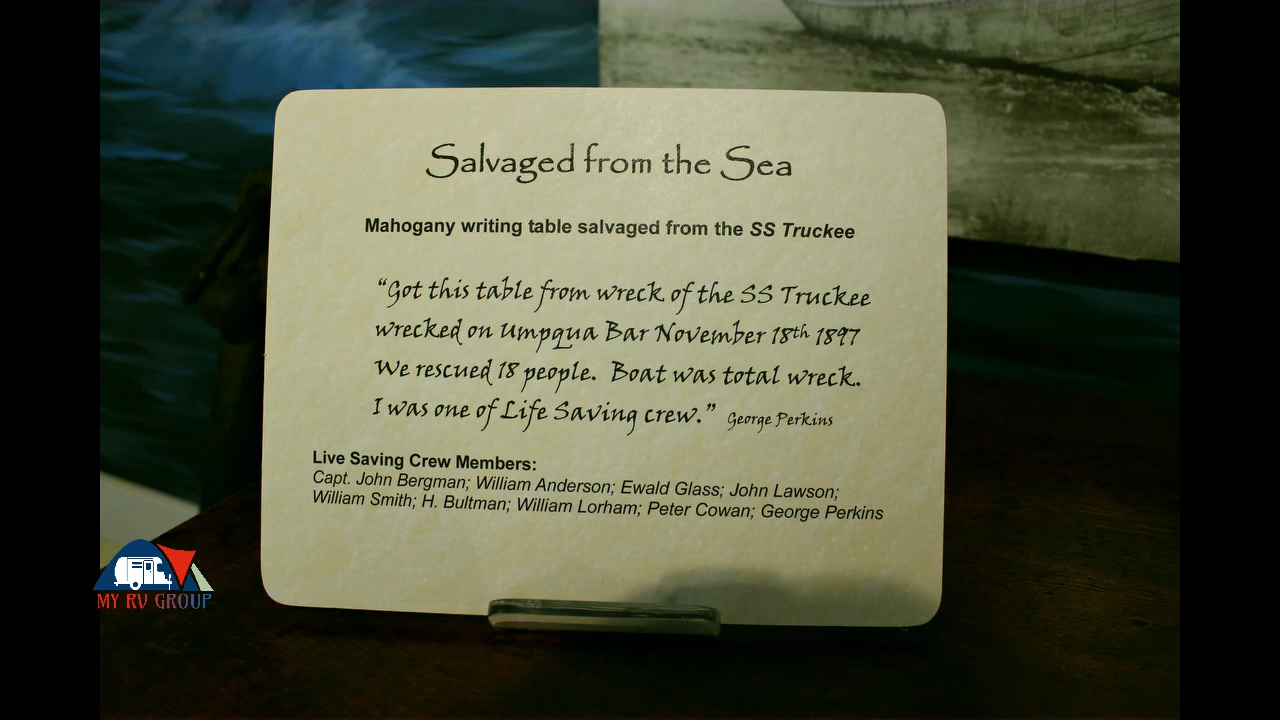 Salvaged from the Sea
Mahogany writing table salvaged from the SS Truckee
“Got this table from wreck of the SS Truckee
wrecked on Umpqua Bar November 18th 1897
We rescued 18 people. Boat was total wreck.
I was one of Life Saving crew.” George Perkins
Live Saving Crew Members:
Capt. John Bergman; William Anderson; Ewald Glass; John Lawson;
William Smith; H. Bultman; William Lorham; Peter Cowan; George Perkins
MY RV GROUP